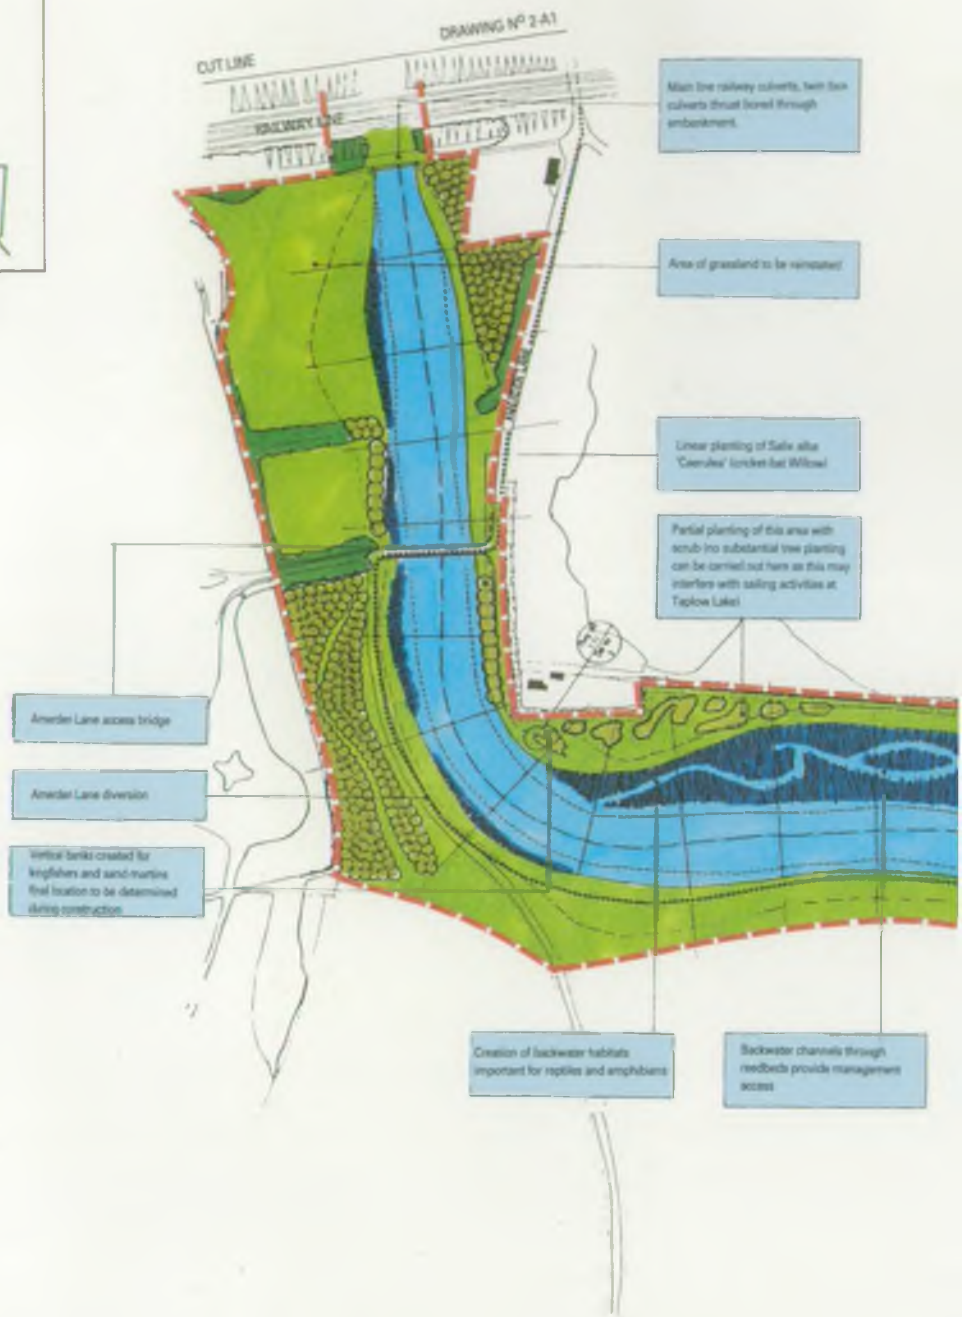 CUT LINE
DRAWING Nº 2-A1
RAILWAY LINE
Main line railway culverts, twin box
culverts thrust bored through
embankment.
Area of grassland to be reinstated
Linear planting of Salix alba
'Caerulea' (cricket-bat Willow)
Partial planting of this area with
scrub (no substantial tree planting
can be carried out here as this may
interfere with sailing activities at
Taplow Lake)
Amerden Lane access bridge
Amerden Lane diversion
Vertical banks created for
kingfishers and sand-martins
final location to be determined
during construction
Creation of backwater habitats
important for reptiles and amphibians
Backwater channels through
reedbeds provide management
access